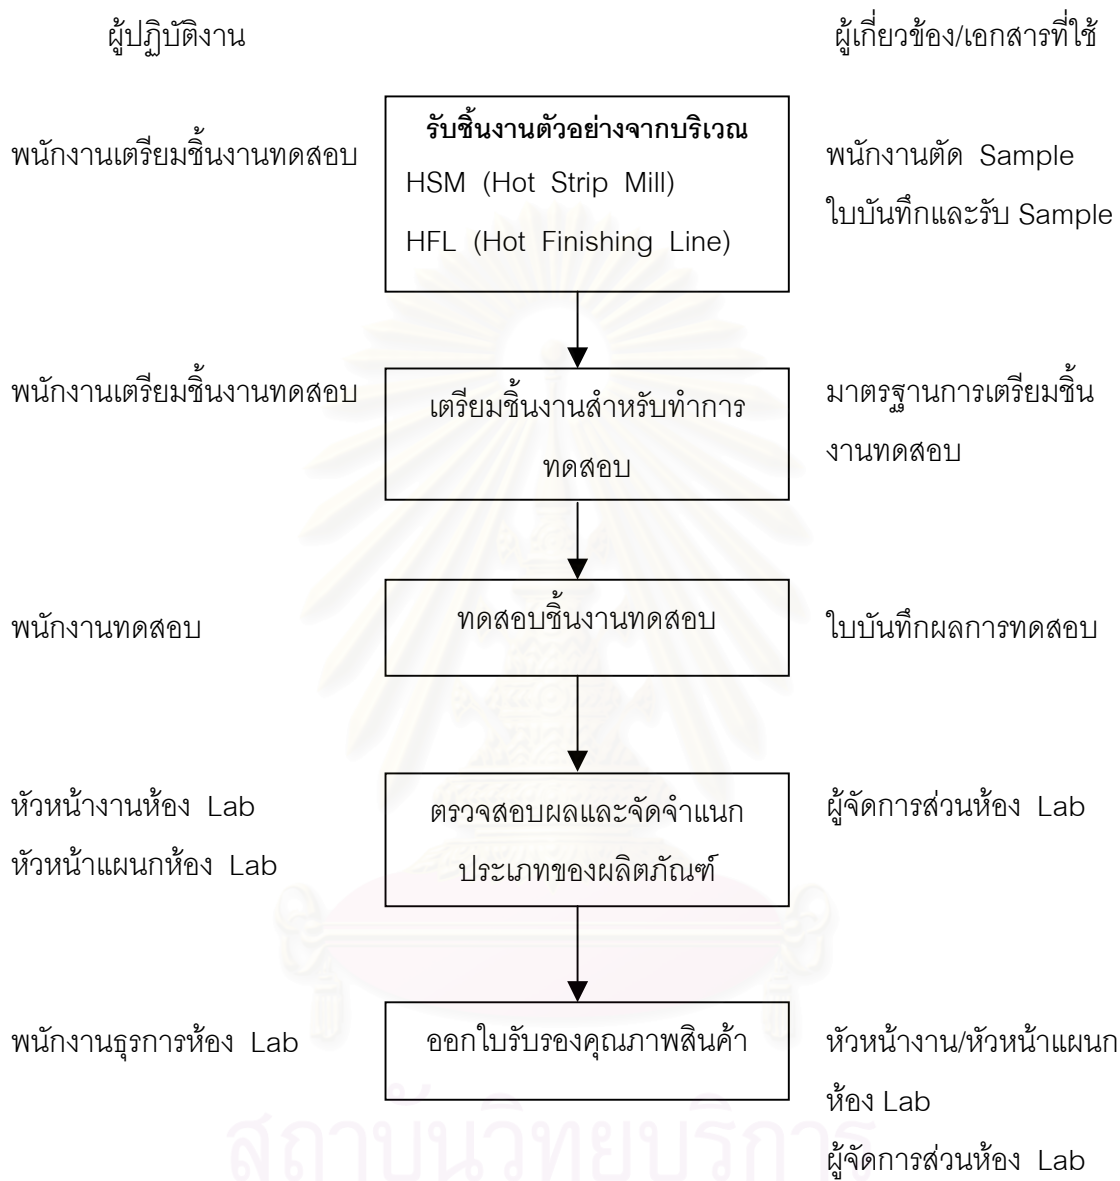 ผู้ปฏิบัติงาน
ผู้เกี่ยวข้อง/เอกสารที่ใช้
พนักงานเตรียมชิ้นงานทดสอบ
รับชิ้นงานตัวอย่างจากบริเวณ
HSM (Hot Strip Mill)
HFL (Hot Finishing Line)
พนักงานตัด Sample
ใบบันทึกและรับ Sample
พนักงานเตรียมชิ้นงานทดสอบ
เตรียมชิ้นงานสำหรับทำการ
ทดสอบ
มาตรฐานการเตรียมชิ้น
งานทดสอบ
พนักงานทดสอบ
ทดสอบชิ้นงานทดสอบ
ใบบันทึกผลการทดสอบ
หัวหน้างานห้อง Lab
หัวหน้าแผนกห้อง Lab
ตรวจสอบผลและจัดจำแนก
ประเภทของผลิตภัณฑ์
ผู้จัดการส่วนห้อง Lab
พนักงานธุรการห้อง Lab
ออกใบรับรองคุณภาพสินค้า
หัวหน้างาน/หัวหน้าแผนก
ห้อง Lab
ผู้จัดการส่วนห้อง Lab
สถาบันวิทยบริการ